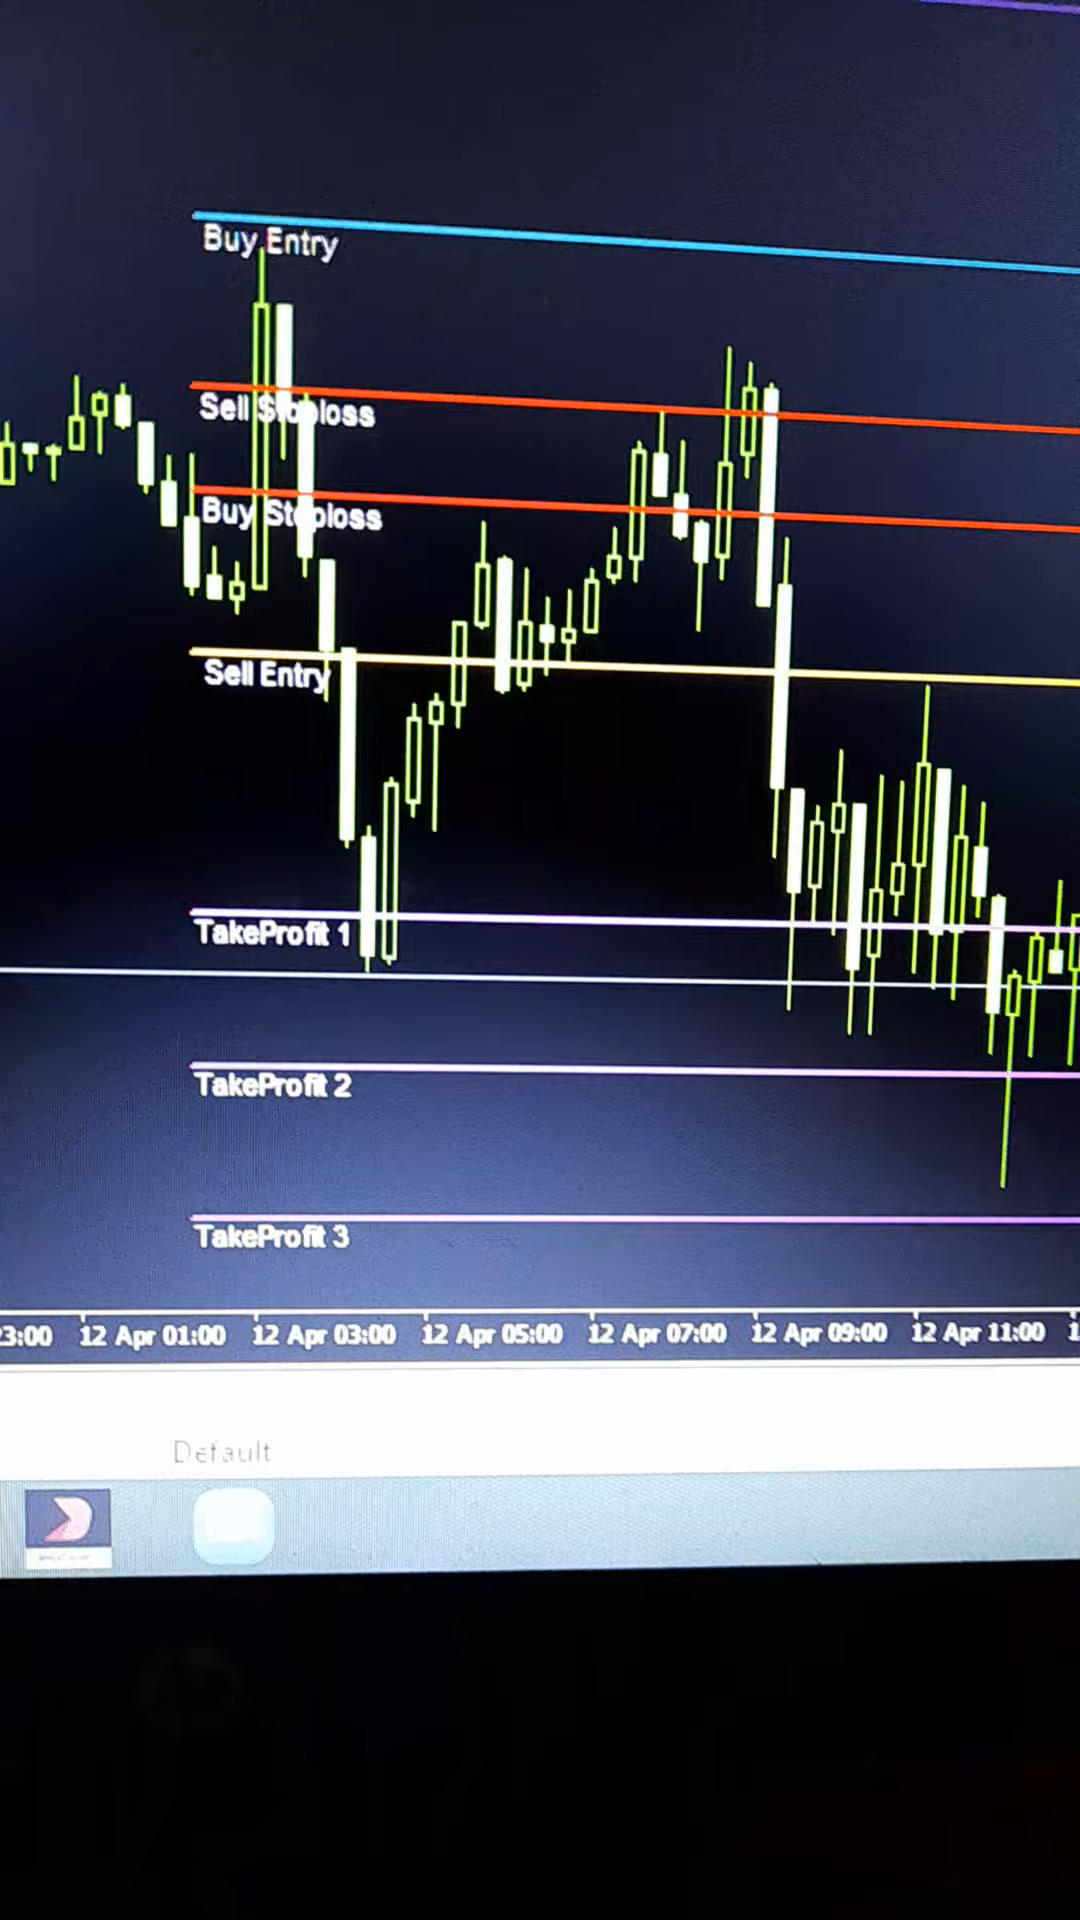 Buy Entry
Sell Stoploss
Buy Stoploss
Sell Entry
TakeProfit 1
TakeProfit 2
TakeProfit 3
23:00 12 Apr 01:00 12 Apr 03:00 12 Apr 05:00 12 Apr 07:00 12 Apr 09:00 12 Apr 11:00
Default